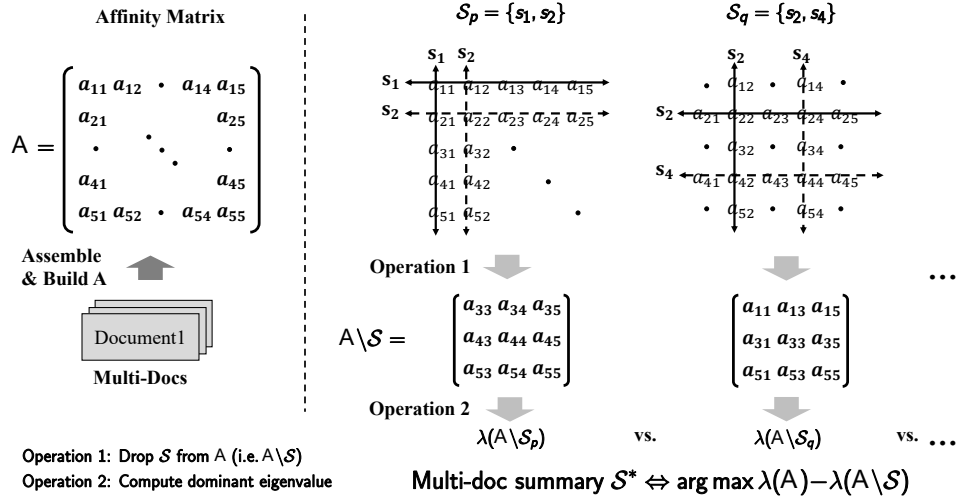 Affinity Matrix
A =
a11 a12 • a14 a15
a21 a25
• •
a41 a45
a51 a52 • a54 a55
Assemble
& Build A
Document1
Multi-Docs
Operation 1: Drop S from A (i.e. A\S)
Operation 2: Compute dominant eigenvalue
Sp = {s1, s2}
s1 s2
s1 a11 a12 a13 a14 a15
s2 a21 a22 a23 a24 a25
a31 a32 •
a41 a42 •
a51 a52 •
Sq = {s2, s4}
s2 s4
• a12 • a14 •
s2 a21 a22 a23 a24 a25
• a32 • a34 •
s4 a41 a42 a43 a44 a45
• a52 • a54 •
Operation 1
...
A\S =
a33 a34 a35
a43 a44 a45
a53 a54 a55
a11 a13 a15
a31 a33 a35
a51 a53 a55
Operation 2
λ(A\Sp) vs. λ(A\Sq) vs. ...
Multi-doc summary S* ⇔ arg max λ(A)−λ(A\S)